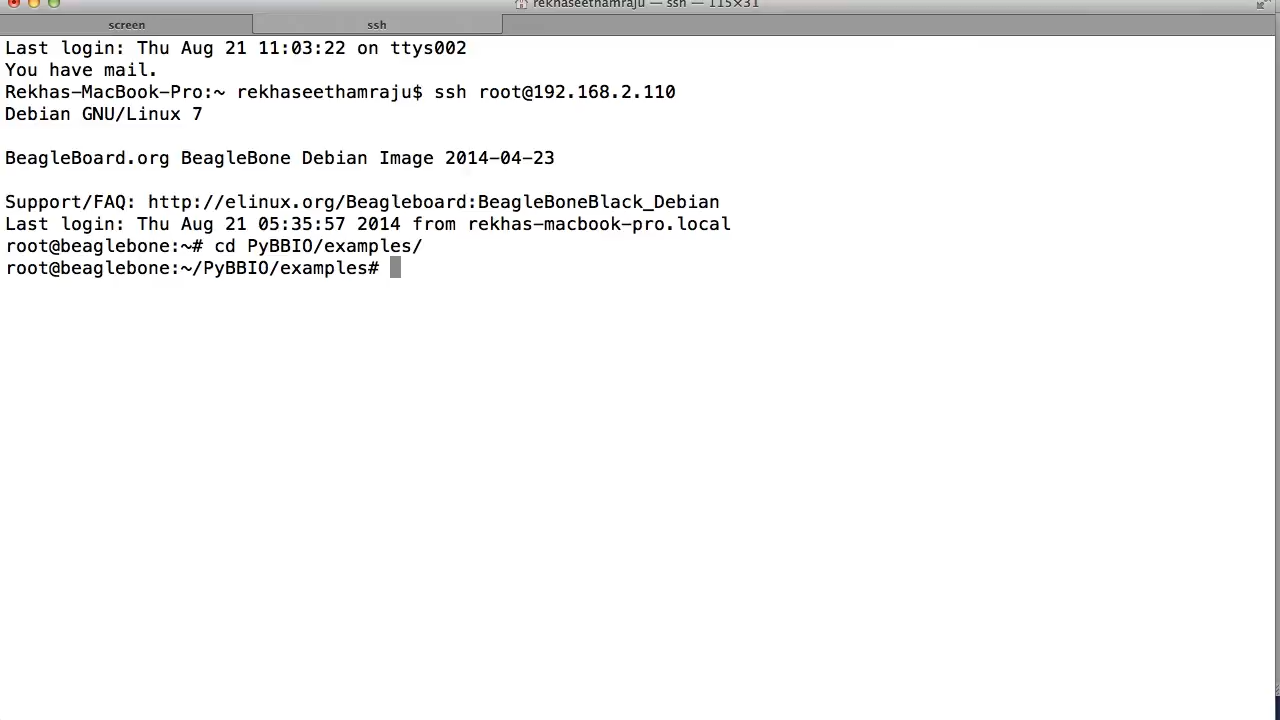 rekhaseethamraju — ssh — 115×31
screen
ssh
Last login: Thu Aug 21 11:03:22 on ttys002
You have mail.
Rekhas-MacBook-Pro:~ rekhaseethamraju$ ssh root@192.168.2.110
Debian GNU/Linux 7
BeagleBoard.org BeagleBone Debian Image 2014-04-23
Support/FAQ: http://elinux.org/Beagleboard:BeagleBoneBlack_Debian
Last login: Thu Aug 21 05:35:57 2014 from rekhas-macbook-pro.local
root@beaglebone:~# cd PyBBIO/examples/
root@beaglebone:~/PyBBIO/examples#